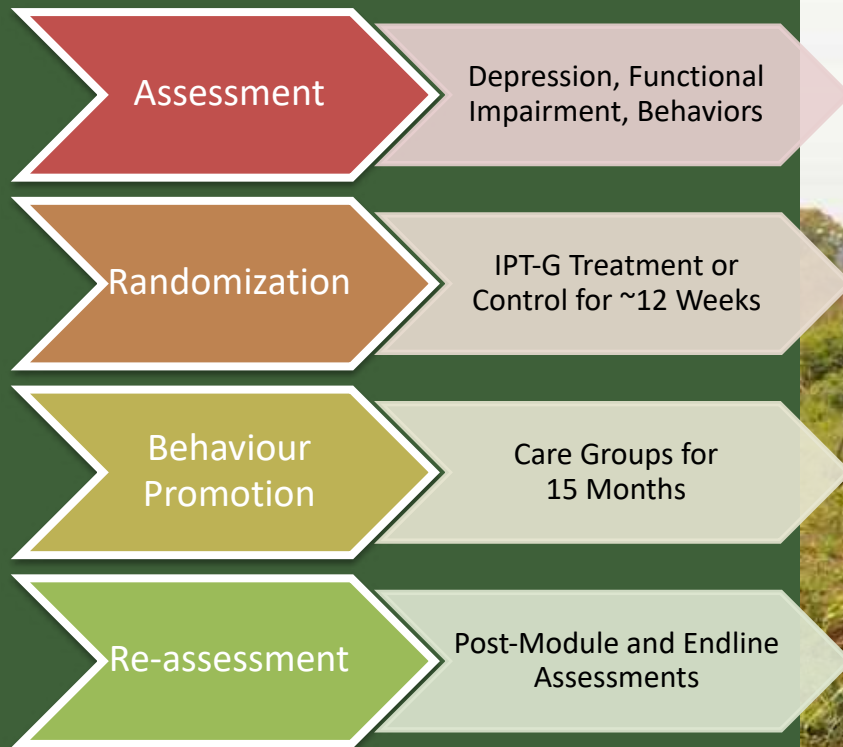 Assessment
Depression, Functional
Impairment, Behaviors
Randomization
IPT-G Treatment or
Control for ~12 Weeks
Behaviour
Promotion
Care Groups for
15 Months
Re-assessment
Post-Module and Endline
Assessments